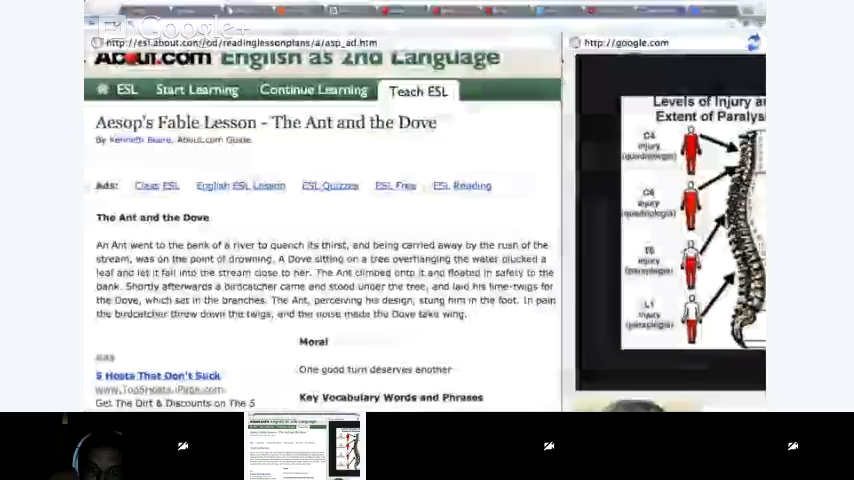 Google+
http://esl.about.com/od/readinglessonplans/a/asp_ad.htm
http://google.com
About.com English as 2nd Language
ESL Start Learning Continue Learning Teach ESL
Aesop's Fable Lesson - The Ant and the Dove
By Kenneth Beare, About.com Guide
Ads: Class ESL English ESL Lesson ESL Quizzes ESL Free ESL Reading
The Ant and the Dove
An Ant went to the bank of a river to quench its thirst, and being carried away by the rush of the
stream, was on the point of drowning. A Dove sitting on a tree overhanging the water plucked a
leaf and let it fall into the stream close to her. The Ant climbed onto it and floated in safety to the
bank. Shortly afterwards a birdcatcher came and stood under the tree, and laid his lime-twigs for
the Dove, which sat in the branches. The Ant, perceiving his design, stung him in the foot. In pain
the birdcatcher threw down the twigs, and the noise made the Dove take wing.
Moral
One good turn deserves another
Key Vocabulary Words and Phrases
Ads
5 Hosts That Don't Suck
www.Top5Hosts.iPage.com
Get The Dirt & Discounts on The 5
Levels of Injury an
Extent of Paralys
C4
injury
(quadriplegia)
C6
injury
(quadriplegia)
T6
injury
(paraplegia)
L1
injury
(paraplegia)